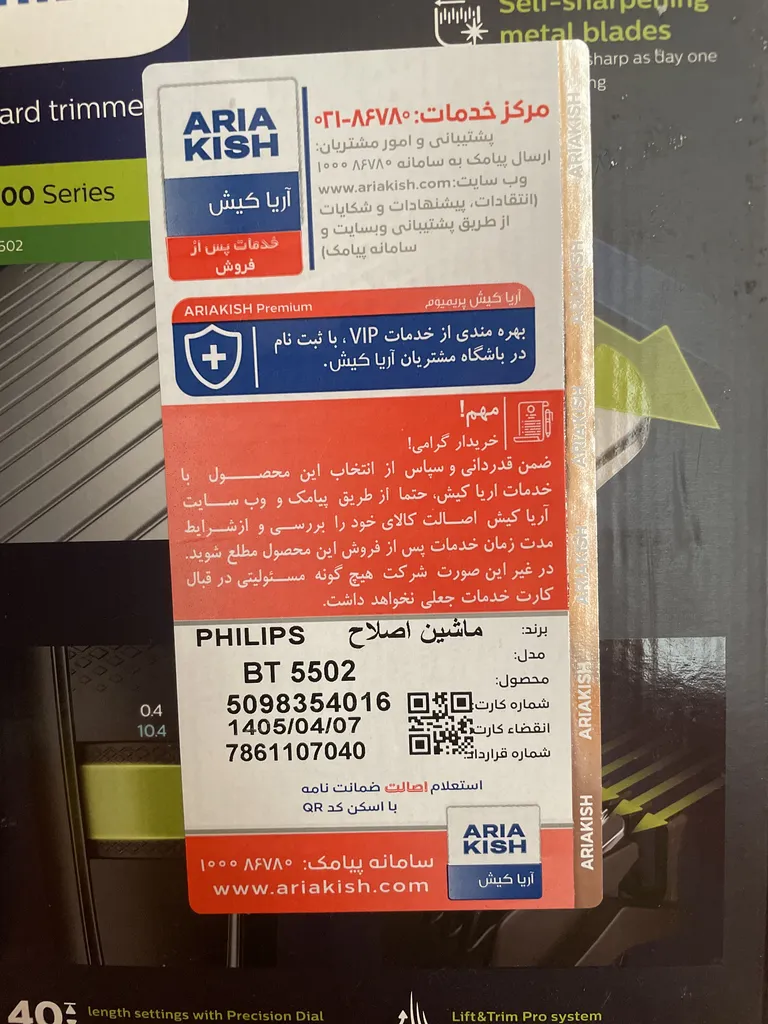 Self-sharpening
metal blades
sharp as day one
ard trimme
00 Series
502
ARIA
KISH
آریا کیش
خدمات پس از
فروش
مرکز خدمات: ۸۶۷۸۰-۰۲۱
پشتیبانی و امور مشتریان:
ارسال پیامک به سامانه ۸۶۷۸۰ ۱۰۰۰
وب سایت: www.ariakish.com
(انتقادات، پیشنهادات و شکایات
از طریق پشتیبانی وبسایت و
سامانه پیامک)
ARIAKISH Premium آریا کیش پریمیوم
بهره مندی از خدمات VIP، با ثبت نام
در باشگاه مشتریان آریا کیش.
مهم!
خریدار گرامی!
ضمن قدردانی و سپاس از انتخاب این محصول با
خدمات اریا کیش، حتما از طریق پیامک و وب سایت
آریا کیش اصالت کالای خود را بررسی و ازشرایط
مدت زمان خدمات پس از فروش این محصول مطلع شوید.
در غیر این صورت شرکت هیچ گونه مسئولیتی در قبال
کارت خدمات جعلی نخواهد داشت.
برند: ماشین اصلاح PHILIPS
مدل:
BT 5502
محصول:
شماره کارت: 5098354016
انقضاء کارت: 1405/04/07
شماره قرارداد: 7861107040
استعلام اصالت ضمانت نامه
با اسکن کد QR
سامانه پیامک: ۸۶۷۸۰ ۱۰۰۰
www.ariakish.com
ARIA
KISH
آریا کیش
ARIAKISH
ARIAKISH
ARIAKISH
ARIAKISH
ARIAKISH
ARIAKISH
0.4
10.4
40 length settings with Precision Dial
Lift&Trim Pro system